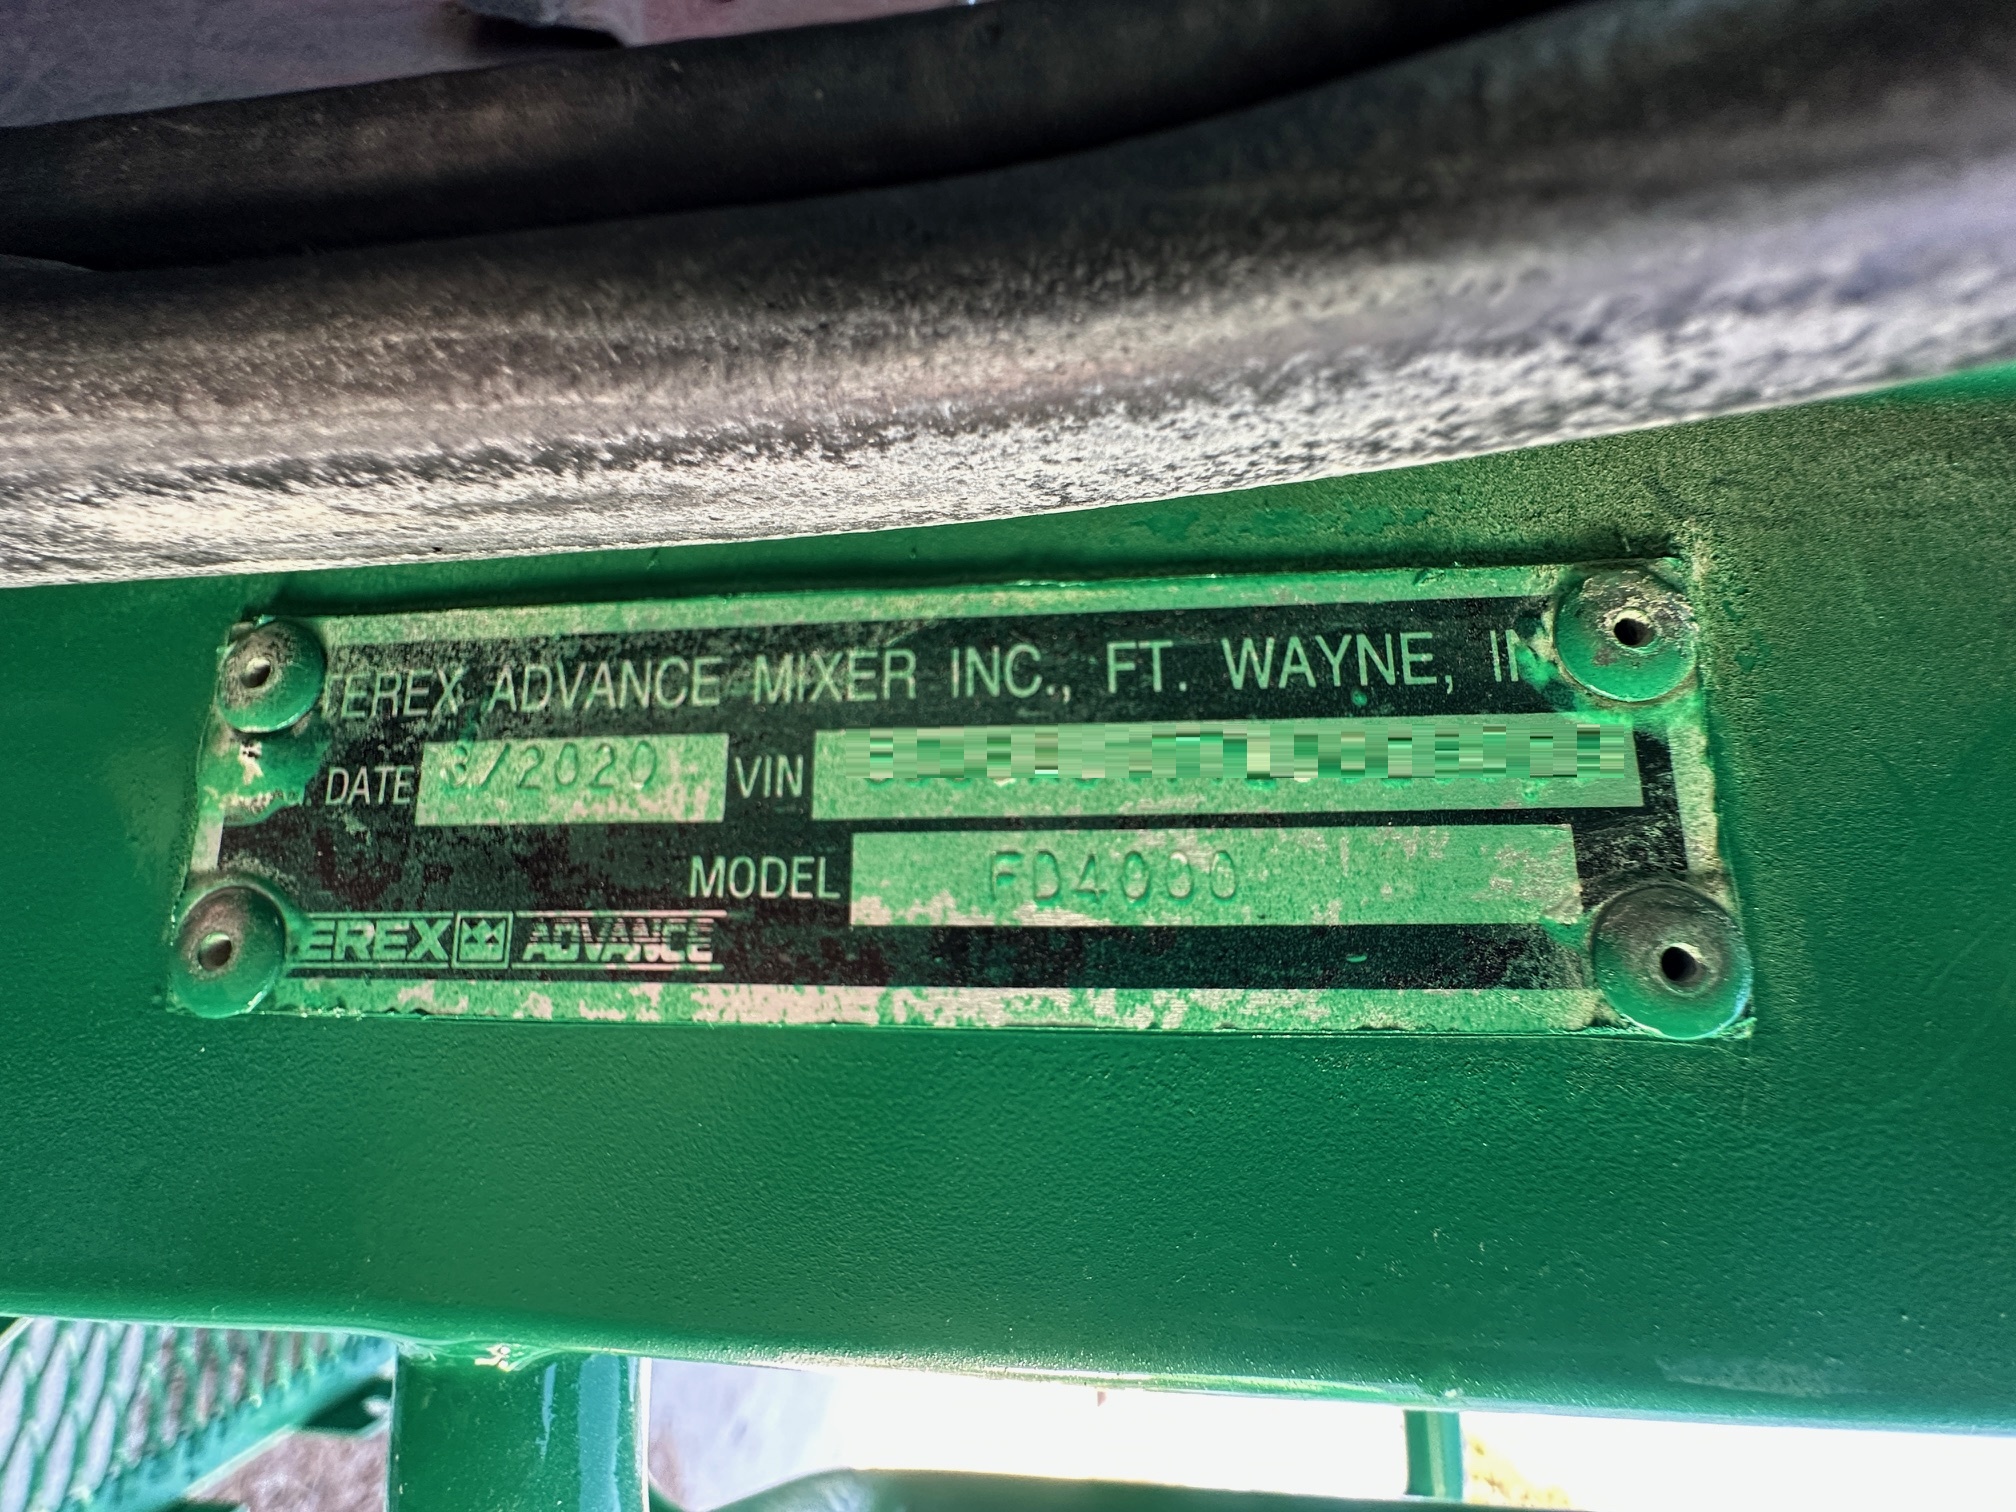 TEREX ADVANCE MIXER INC., FT. WAYNE, IN
DATE 3/2020 VIN
MODEL FD4000
TEREX ADVANCE